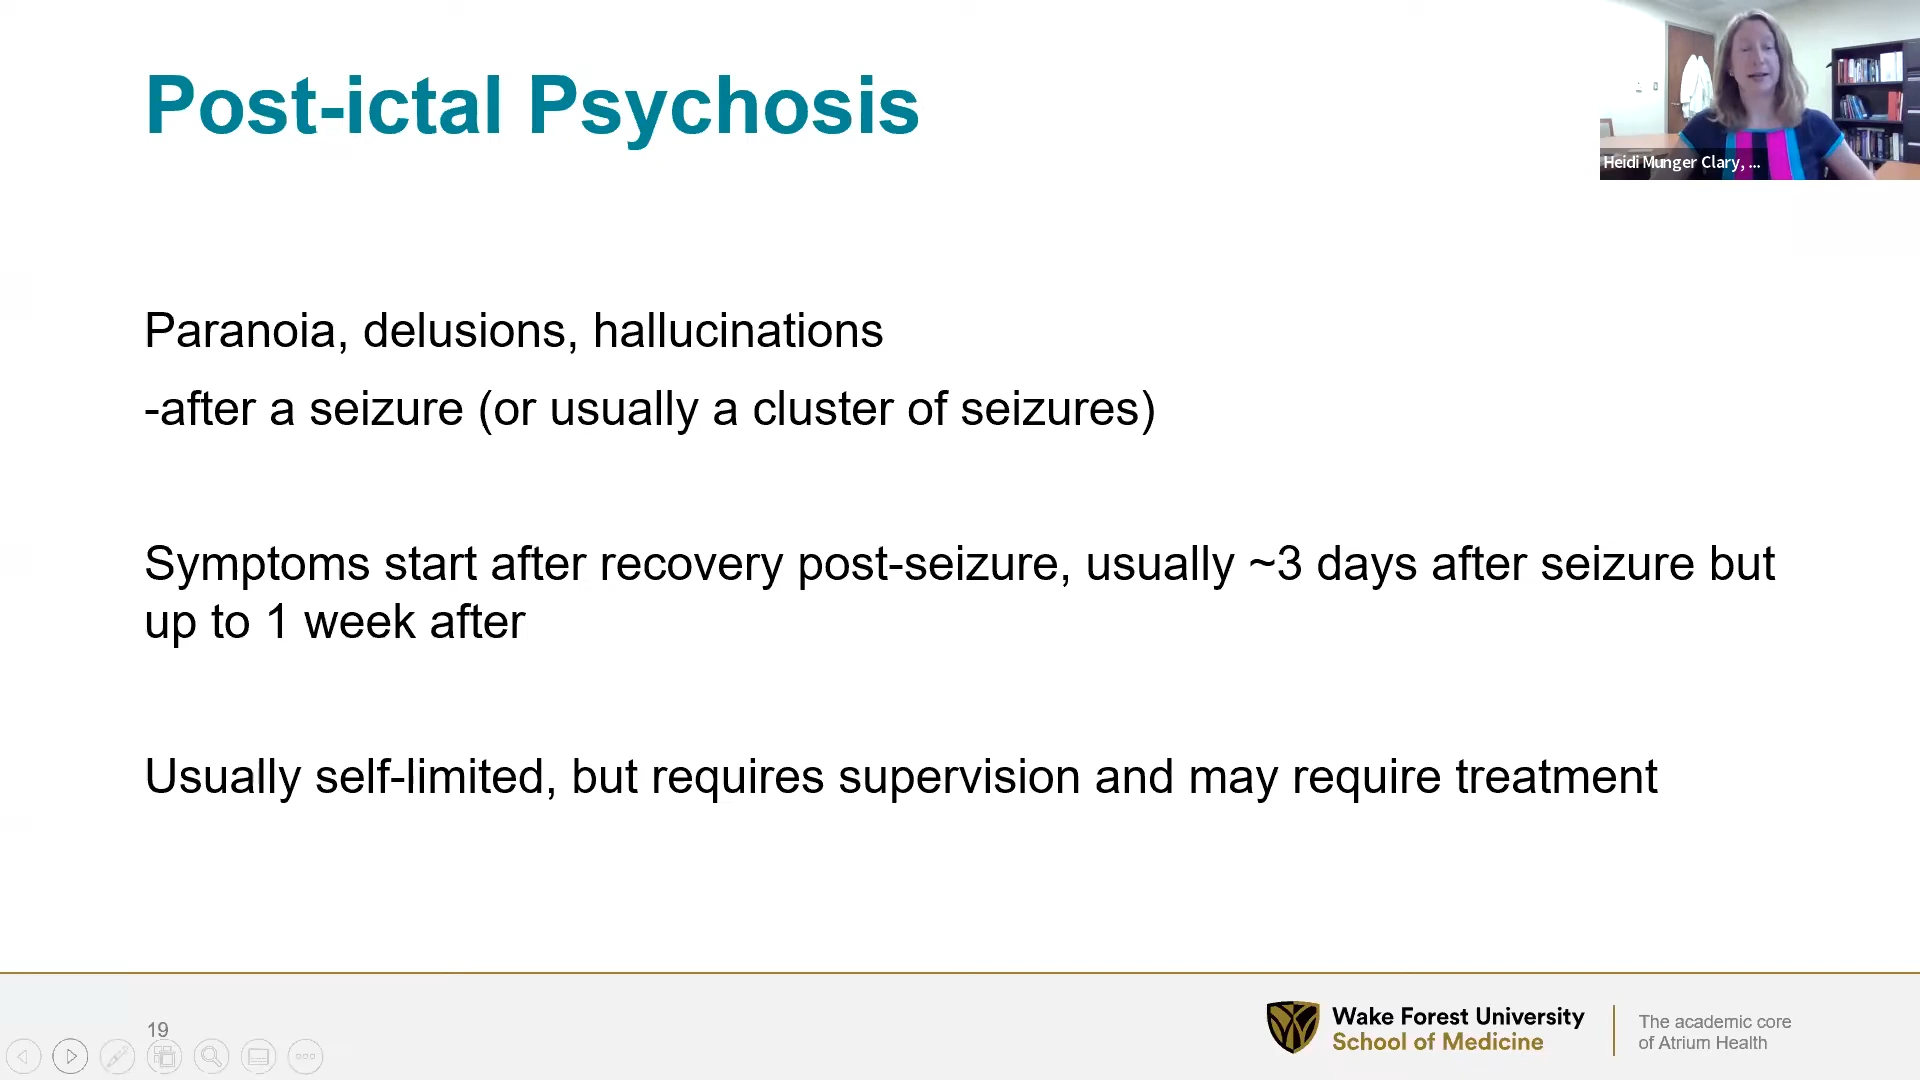 Post-ictal Psychosis
Heidi Munger Clary, ...
Paranoia, delusions, hallucinations
-after a seizure (or usually a cluster of seizures)
Symptoms start after recovery post-seizure, usually ~3 days after seizure but
up to 1 week after
Usually self-limited, but requires supervision and may require treatment
19
Wake Forest University
School of Medicine
The academic core
of Atrium Health